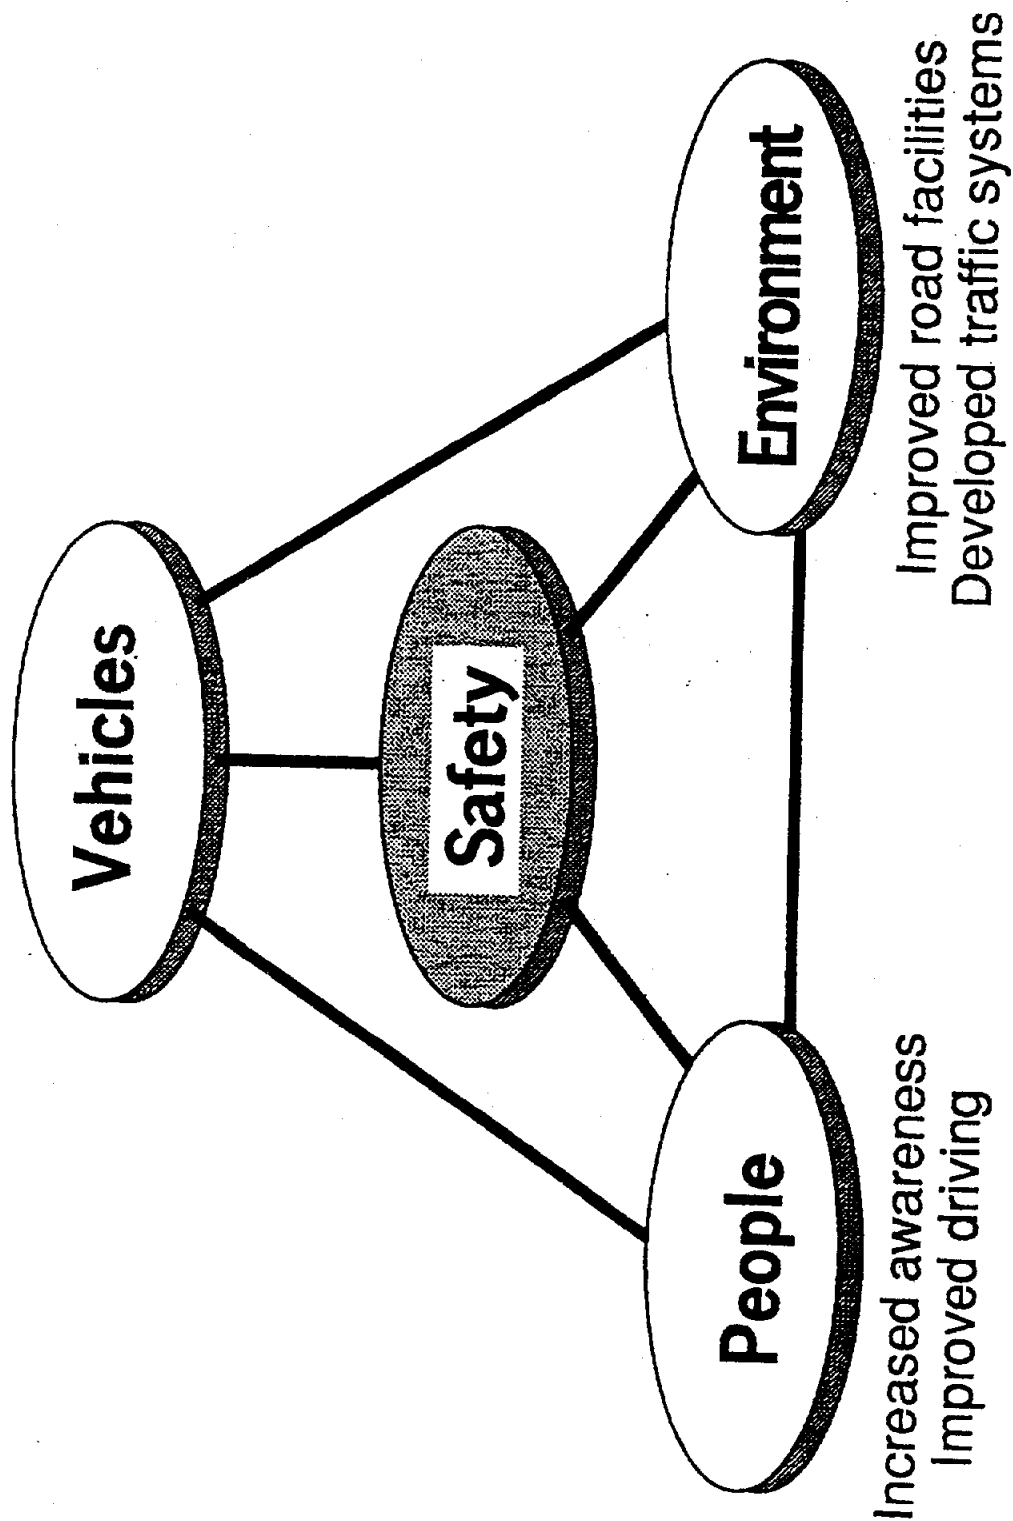 Vehicles
Safety
People
Environment
Increased awareness
Improved driving
Improved road facilities
Developed traffic systems